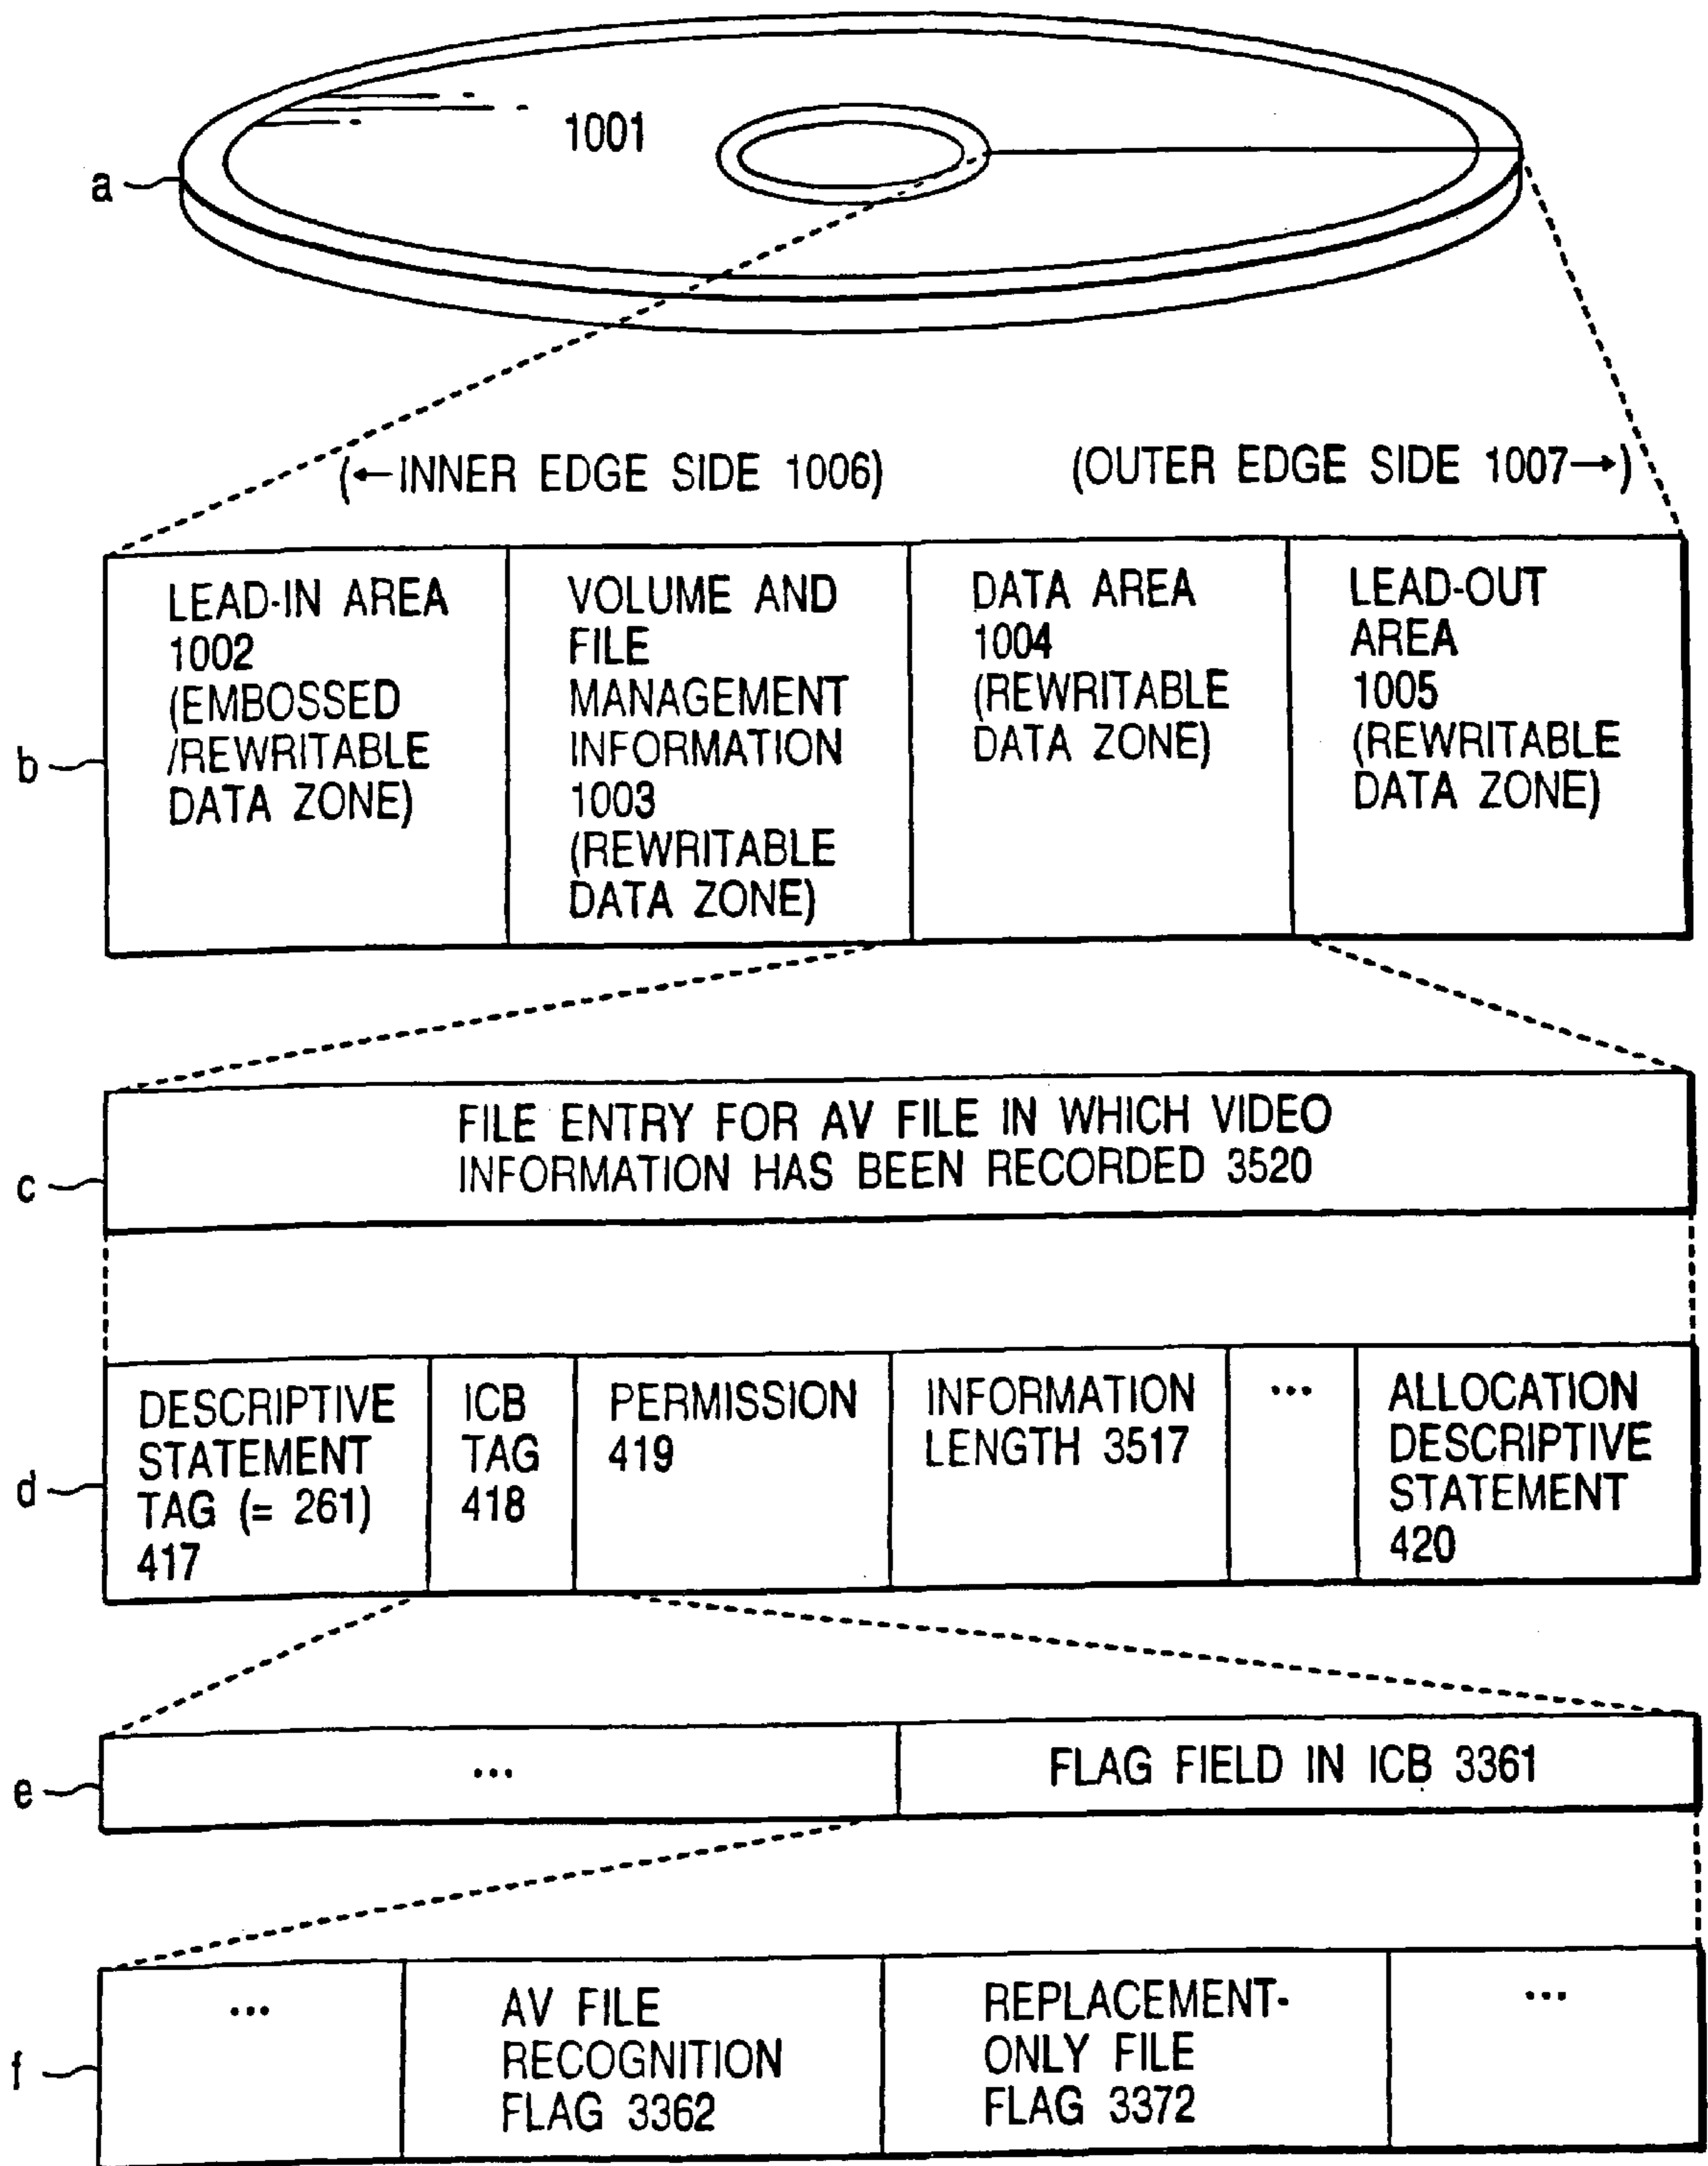 1001
a
(←INNER EDGE SIDE 1006)
(OUTER EDGE SIDE 1007→)
b
LEAD-IN AREA
1002
(EMBOSSED
/REWRITABLE
DATA ZONE)
VOLUME AND
FILE
MANAGEMENT
INFORMATION
1003
(REWRITABLE
DATA ZONE)
DATA AREA
1004
(REWRITABLE
DATA ZONE)
LEAD-OUT
AREA
1005
(REWRITABLE
DATA ZONE)
c
FILE ENTRY FOR AV FILE IN WHICH VIDEO
INFORMATION HAS BEEN RECORDED 3520
d
DESCRIPTIVE
STATEMENT
TAG (= 261)
417
ICB
TAG
418
PERMISSION
419
INFORMATION
LENGTH 3517
...
ALLOCATION
DESCRIPTIVE
STATEMENT
420
e
...
FLAG FIELD IN ICB 3361
f
...
AV FILE
RECOGNITION
FLAG 3362
REPLACEMENT-
ONLY FILE
FLAG 3372
...